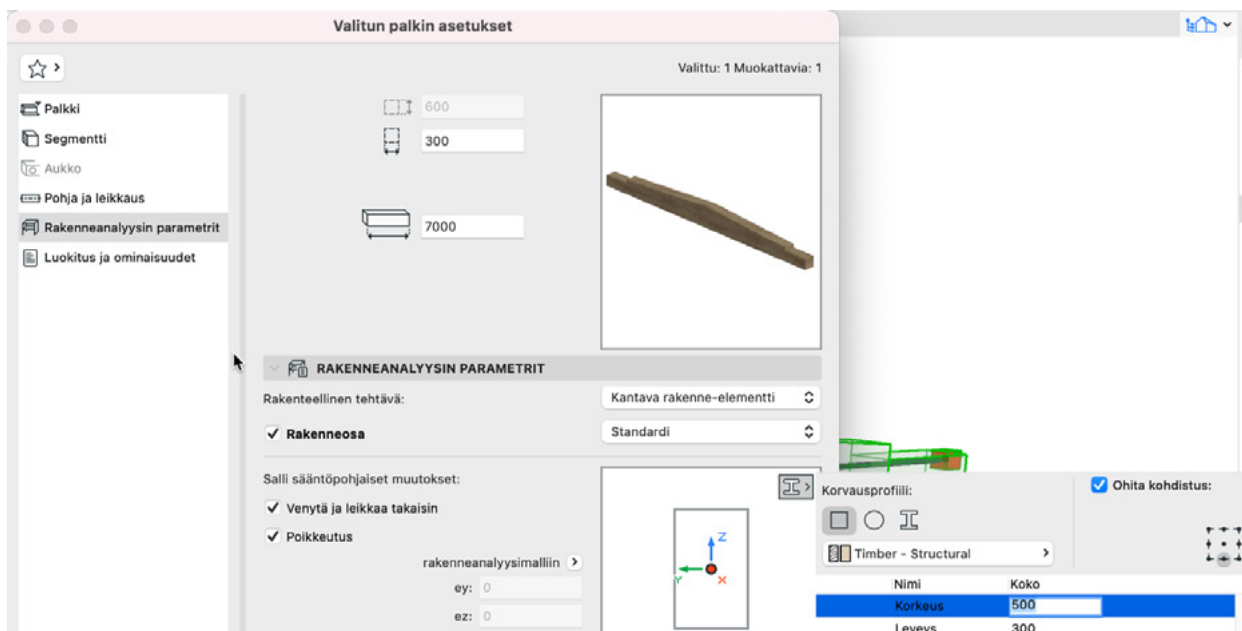 Valitun palkin asetukset
Valittu: 1 Muokattavia: 1
Palkki
Segmentti
Aukko
Pohja ja leikkaus
Rakenneanalyysin parametrit
Luokitus ja ominaisuudet
600
300
7000
RAKENNEANALYYSIN PARAMETRIT
Rakenteellinen tehtävä:
Kantava rakenne-elementti
Rakenneosa
Standardi
Salli sääntöpohjaiset muutokset:
Venytä ja leikkaa takaisin
Poikkeutus
rakenneanalyysimalliin
ey: 0
ez: 0
Z
Y
X
Korvausprofiili:
Ohita kohdistus:
Timber - Structural
Nimi Koko
Korkeus 500
Leveys 300